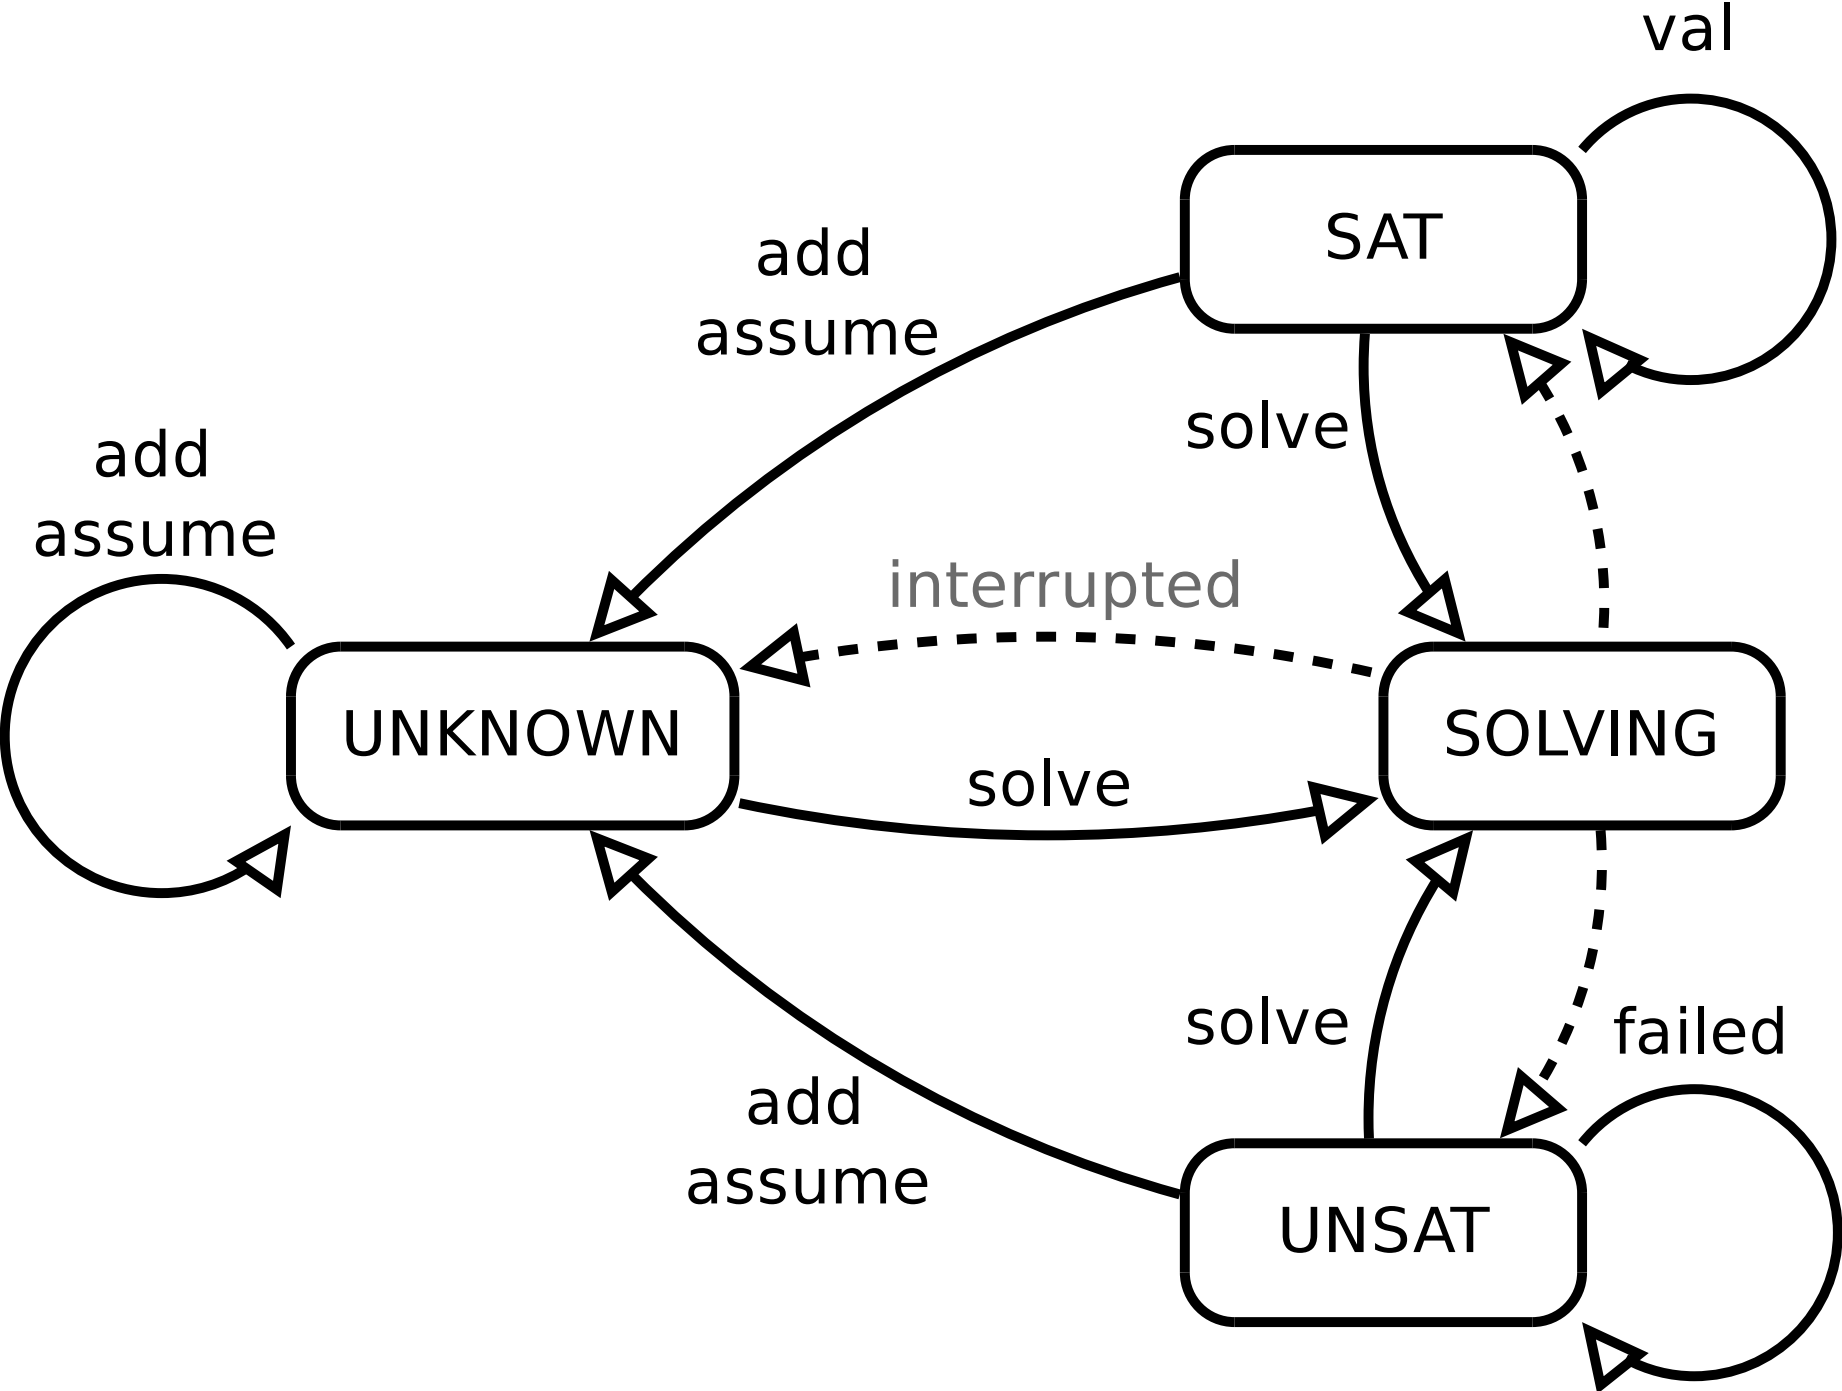 val
SAT
add
assume
solve
add
assume
interrupted
UNKNOWN
SOLVING
solve
solve
failed
add
assume
UNSAT